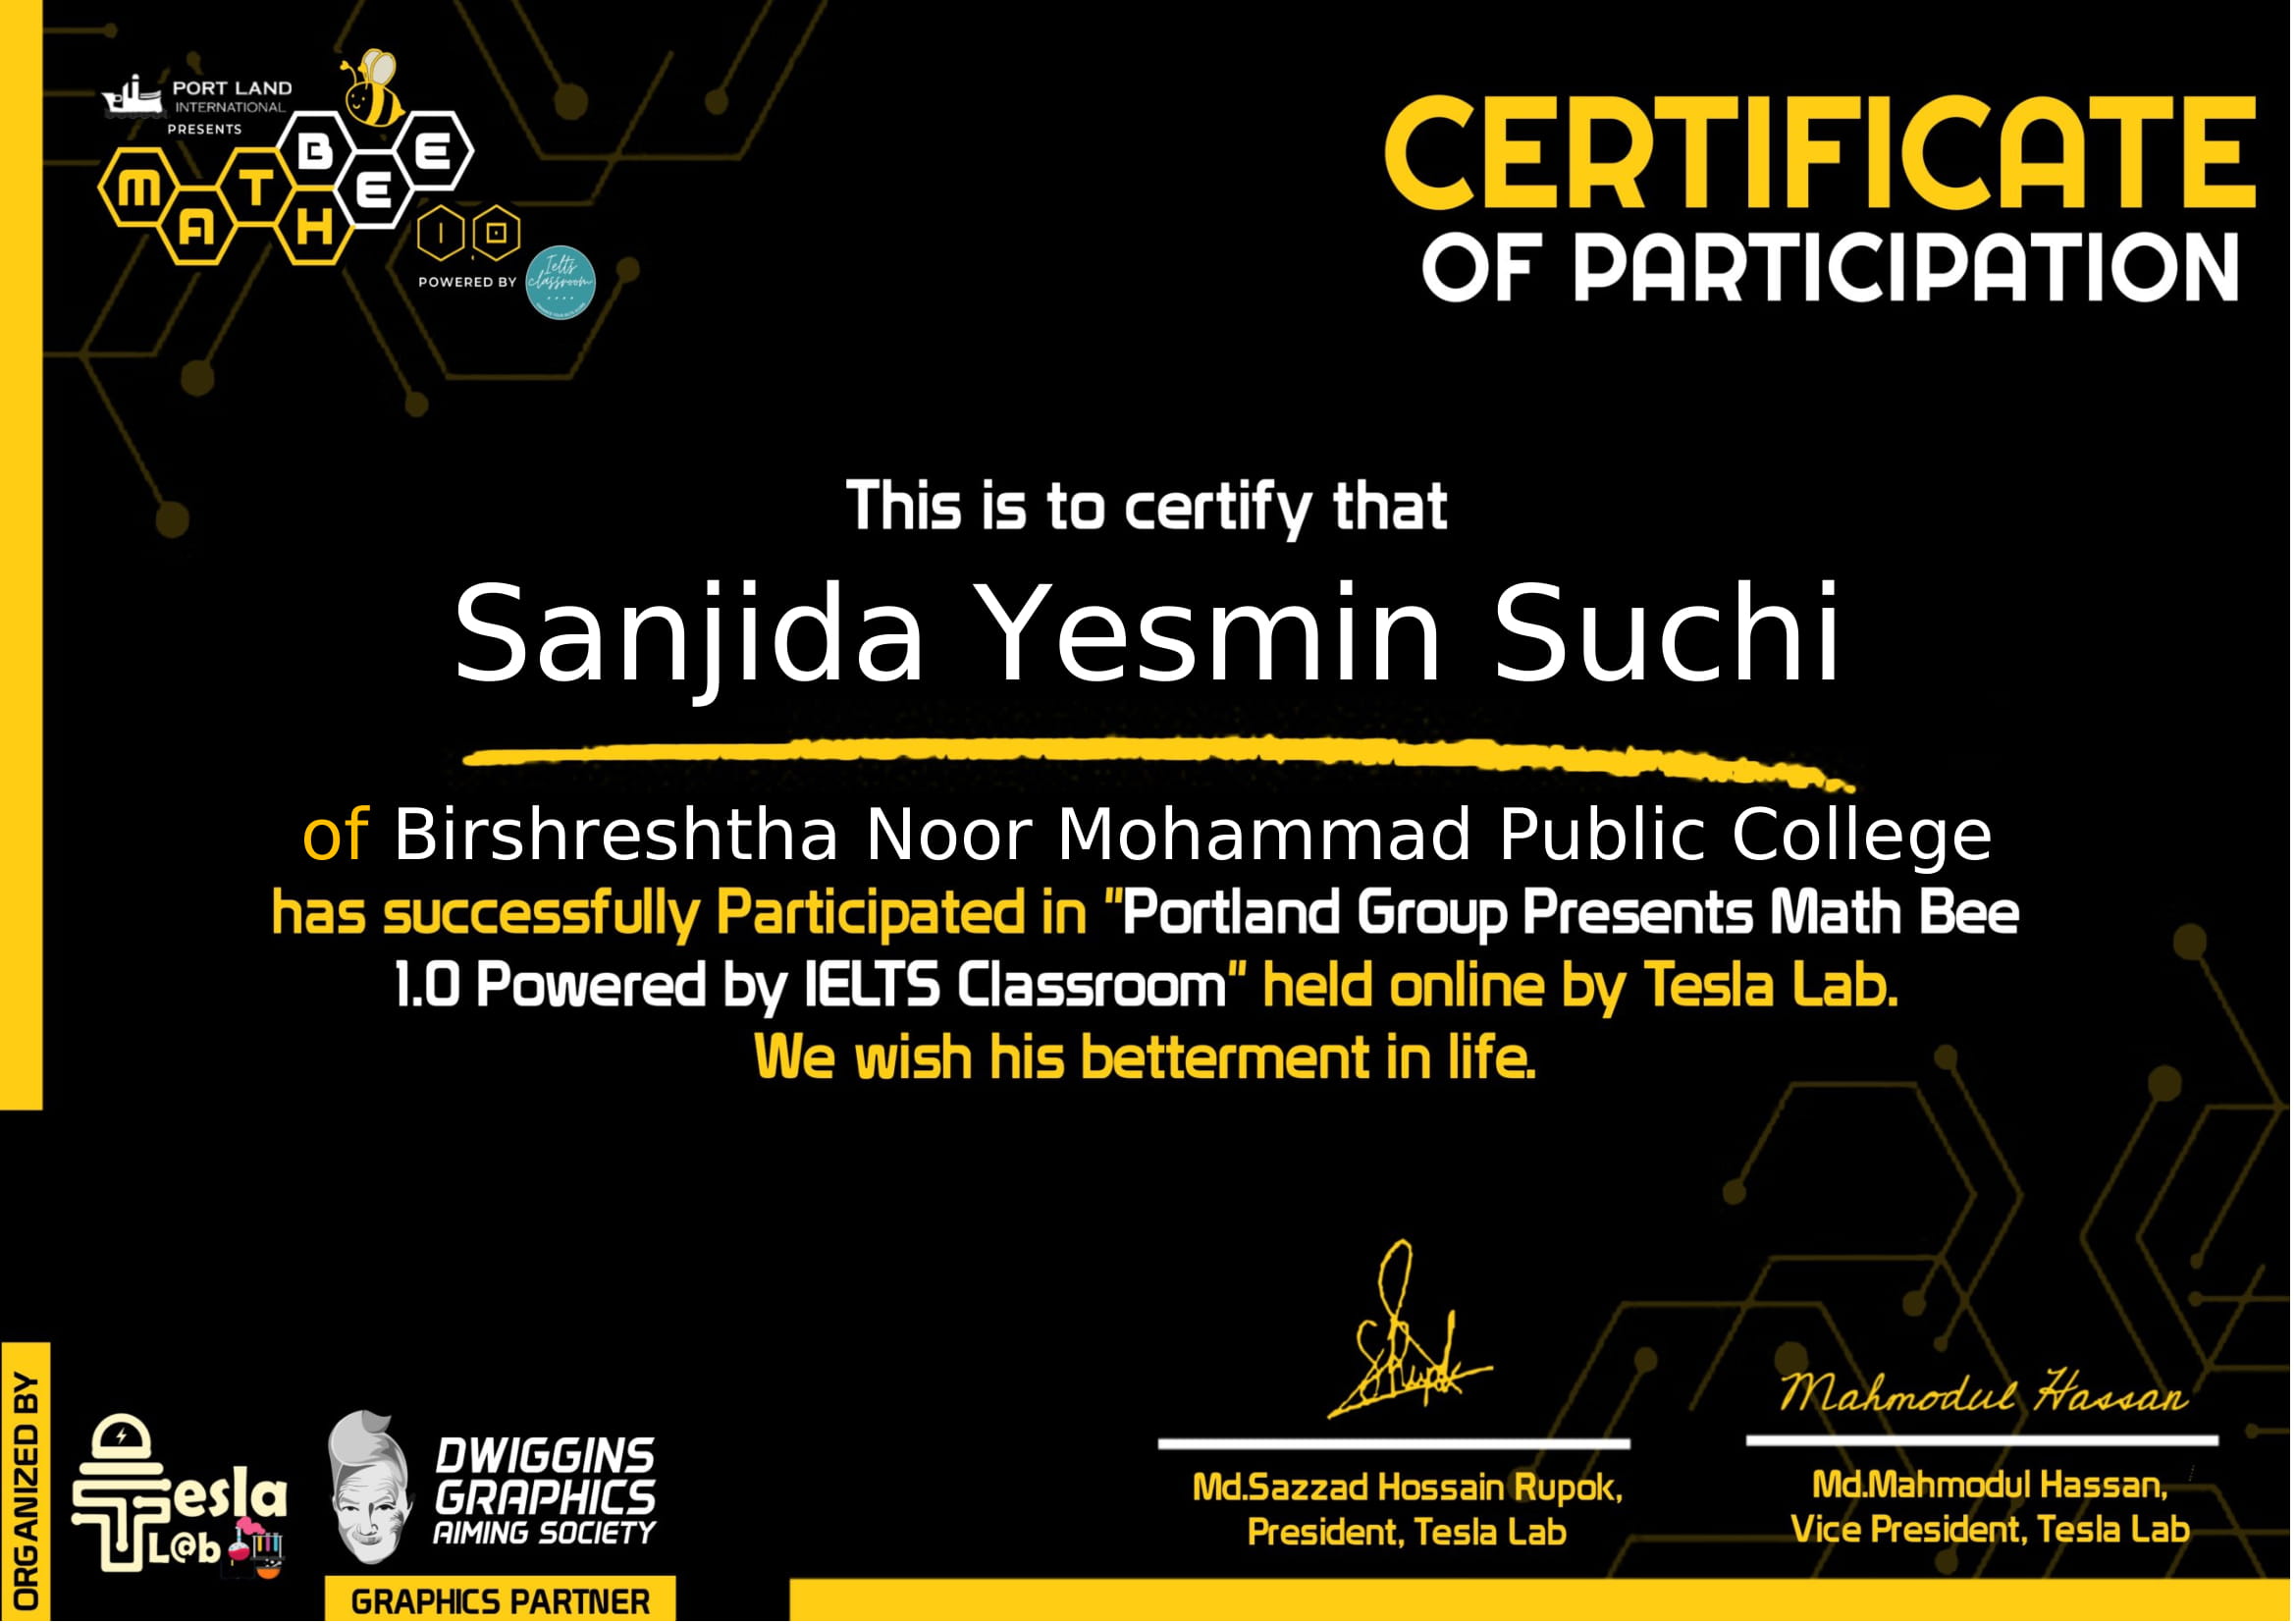 PORT LAND
INTERNATIONAL
PRESENTS
MATH BEE
1.0
POWERED BY Ielts classroom
CERTIFICATE
OF PARTICIPATION
This is to certify that
Sanjida Yesmin Suchi
of Birshreshtha Noor Mohammad Public College
has successfully Participated in "Portland Group Presents Math Bee
1.0 Powered by IELTS Classroom" held online by Tesla Lab.
We wish his betterment in life.
ORGANIZED BY
Tesla
L@b
DWIGGINS
GRAPHICS
AIMING SOCIETY
GRAPHICS PARTNER
Rupok
Md.Sazzad Hossain Rupok,
President, Tesla Lab
Mahmodul Hassan
Md.Mahmodul Hassan,
Vice President, Tesla Lab